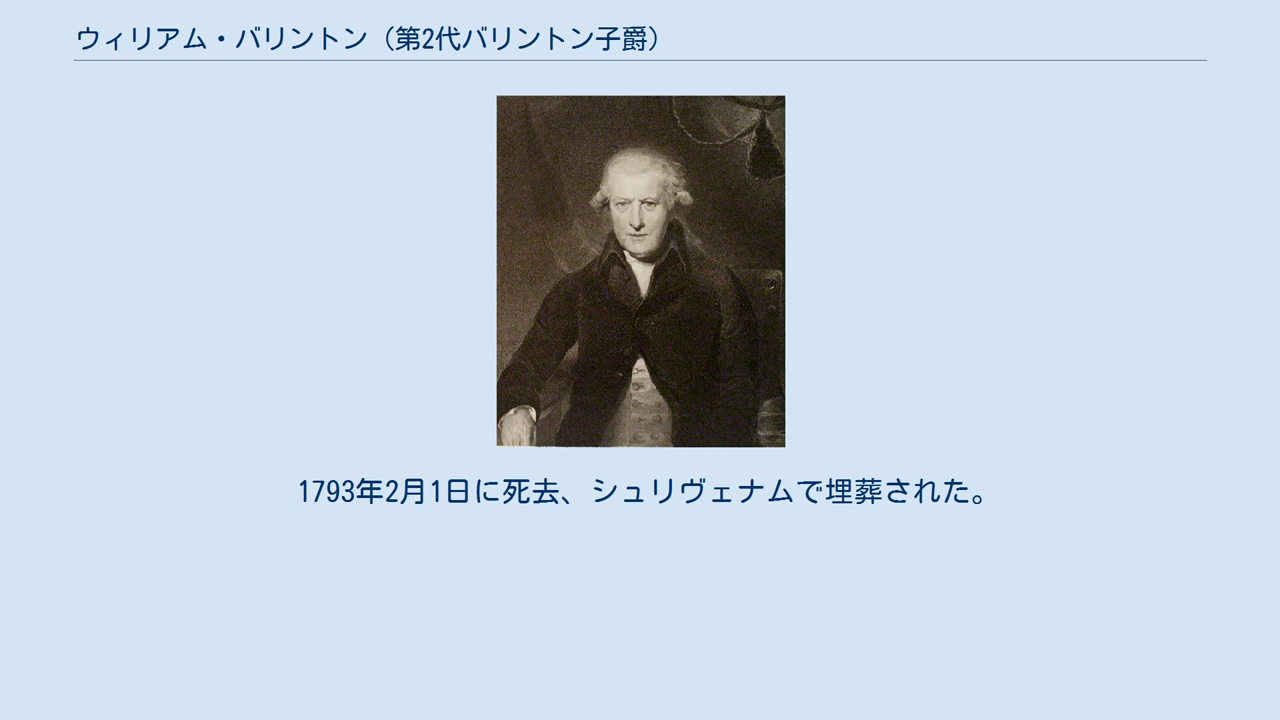 ウィリアム・バリントン（第2代バリントン子爵）
1793年2月1日に死去、シュリヴェナムで埋葬された。